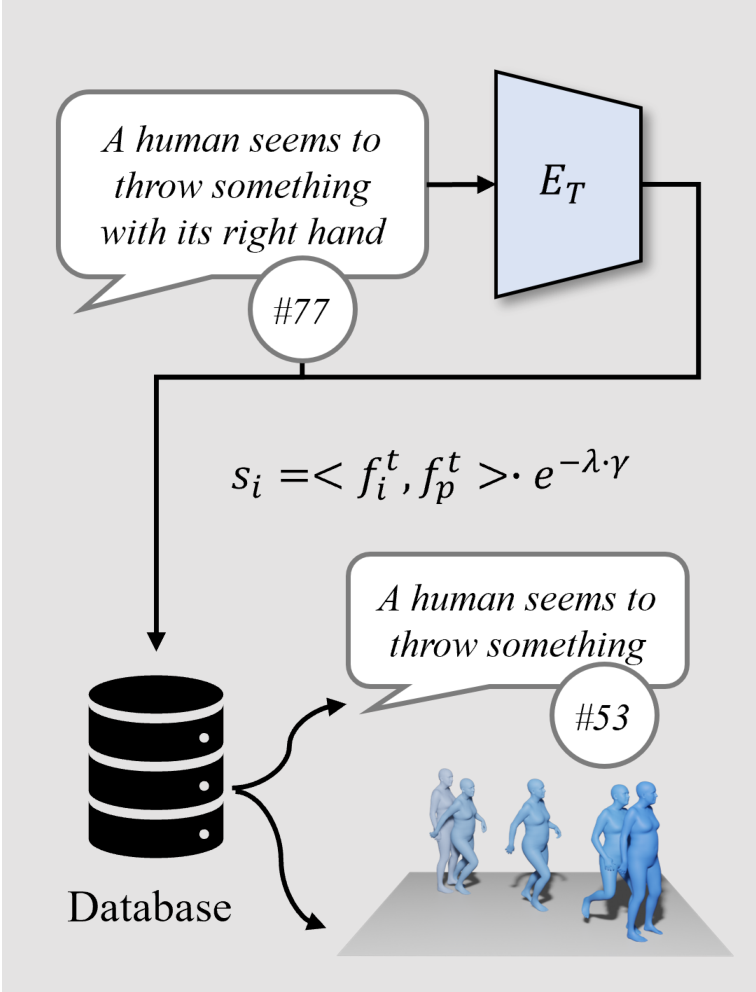 A human seems to
throw something
with its right hand
#77
E_T
s_i =< f_i^t, f_p^t >· e^{-λ·γ}
A human seems to
throw something
#53
Database